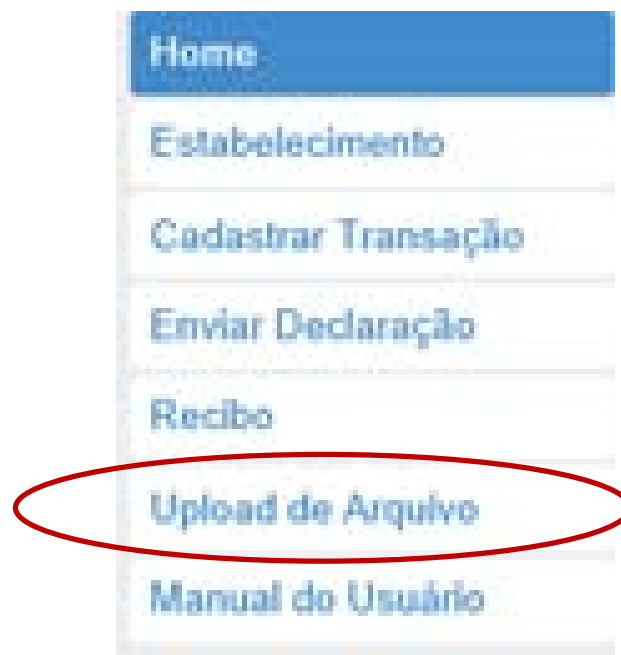 Home
Estabelecimento
Cadastrar Transação
Enviar Declaração
Recibo
Upload de Arquivo
Manual do Usuário